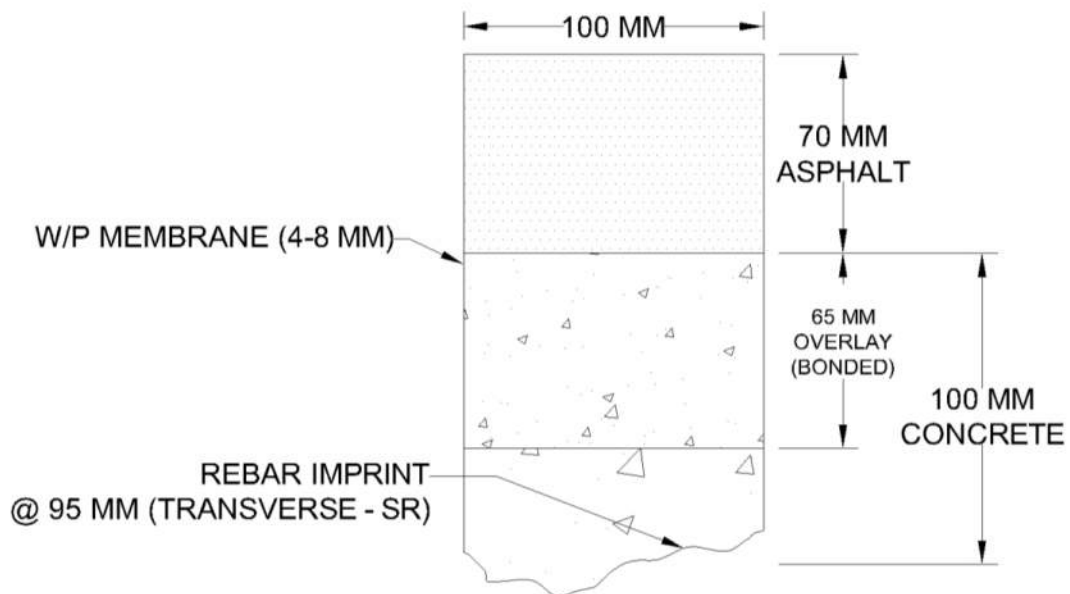 100 MM
70 MM
ASPHALT
W/P MEMBRANE (4-8 MM)
65 MM
OVERLAY
(BONDED)
100 MM
CONCRETE
REBAR IMPRINT
@ 95 MM (TRANSVERSE - SR)